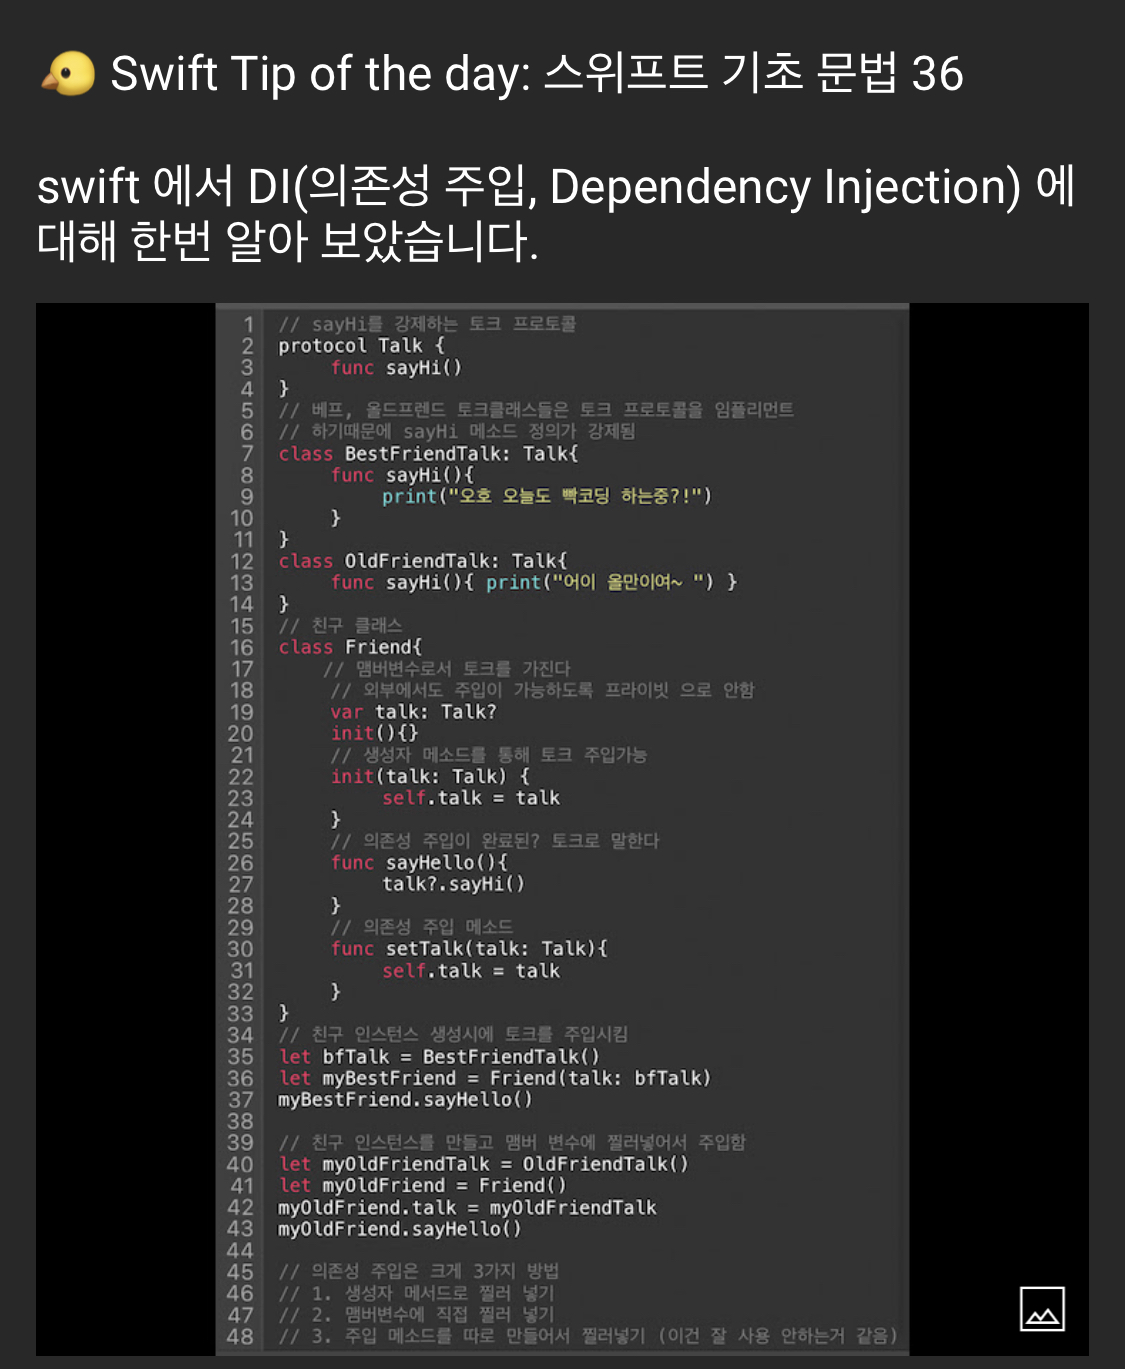 🐤 Swift Tip of the day: 스위프트 기초 문법 36
swift 에서 DI(의존성 주입, Dependency Injection) 에
대해 한번 알아 보았습니다.
1 // sayHi를 강제하는 토크 프로토콜
2 protocol Talk {
3 func sayHi()
4 }
5 // 베프, 올드프렌드 토크클래스들은 토크 프로토콜을 임플리먼트
6 // 하기때문에 sayHi 메소드 정의가 강제됨
7 class BestFriendTalk: Talk{
8 func sayHi(){
9 print("오호 오늘도 빡코딩 하는중?!")
10 }
11 }
12 class OldFriendTalk: Talk{
13 func sayHi(){ print("어이 올만이여~ ") }
14 }
15 // 친구 클래스
16 class Friend{
17 // 맴버변수로서 토크를 가진다
18 // 외부에서도 주입이 가능하도록 프라이빗 으로 안함
19 var talk: Talk?
20 init(){}
21 // 생성자 메소드를 통해 토크 주입가능
22 init(talk: Talk) {
23 self.talk = talk
24 }
25 // 의존성 주입이 완료된? 토크로 말한다
26 func sayHello(){
27 talk?.sayHi()
28 }
29 // 의존성 주입 메소드
30 func setTalk(talk: Talk){
31 self.talk = talk
32 }
33 }
34 // 친구 인스턴스 생성시에 토크를 주입시킴
35 let bfTalk = BestFriendTalk()
36 let myBestFriend = Friend(talk: bfTalk)
37 myBestFriend.sayHello()
38
39 // 친구 인스턴스를 만들고 맴버 변수에 찔러넣어서 주입함
40 let myOldFriendTalk = OldFriendTalk()
41 let myOldFriend = Friend()
42 myOldFriend.talk = myOldFriendTalk
43 myOldFriend.sayHello()
44
45 // 의존성 주입은 크게 3가지 방법
46 // 1. 생성자 메서드로 찔러 넣기
47 // 2. 맴버변수에 직접 찔러 넣기
48 // 3. 주입 메소드를 따로 만들어서 찔러넣기 (이건 잘 사용 안하는거 같음)